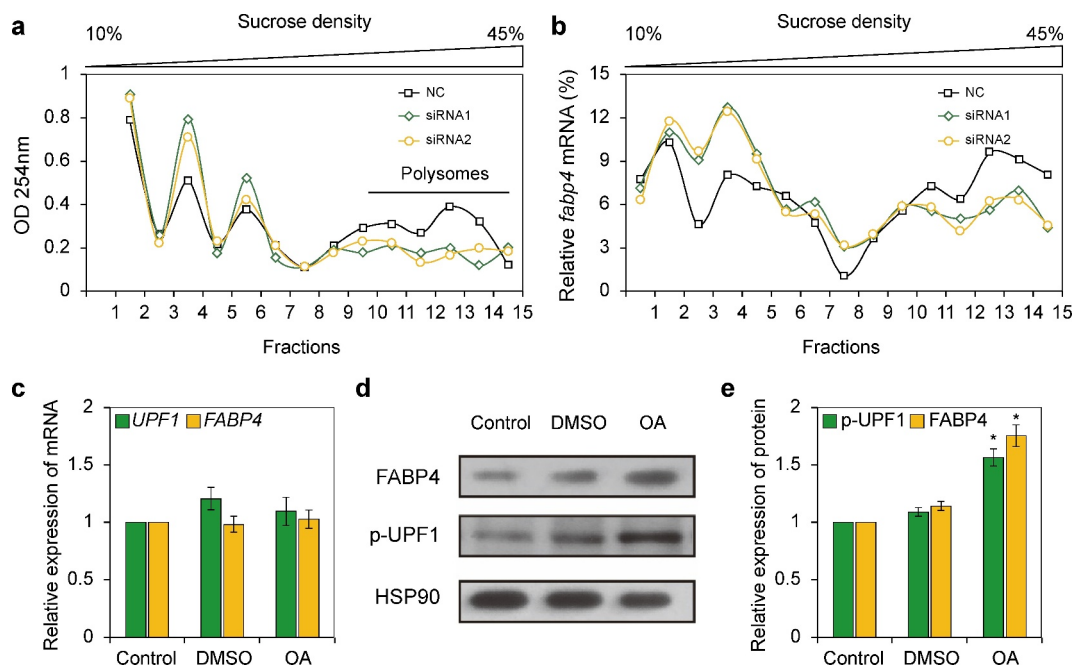 a
Sucrose density
10%
45%
1
0.8
0.6
0.4
0.2
0
OD 254nm
NC
siRNA1
siRNA2
Polysomes
1 2 3 4 5 6 7 8 9 10 11 12 13 14 15
Fractions
b
Sucrose density
10%
45%
15
12
9
6
3
0
Relative fabp4 mRNA (%)
NC
siRNA1
siRNA2
1 2 3 4 5 6 7 8 9 10 11 12 13 14 15
Fractions
c
2
1.5
1
0.5
0
Relative expression of mRNA
UPF1 FABP4
Control DMSO OA
d
Control DMSO OA
FABP4
p-UPF1
HSP90
e
2
1.5
1
0.5
0
Relative expression of protein
p-UPF1 FABP4
* *
Control DMSO OA